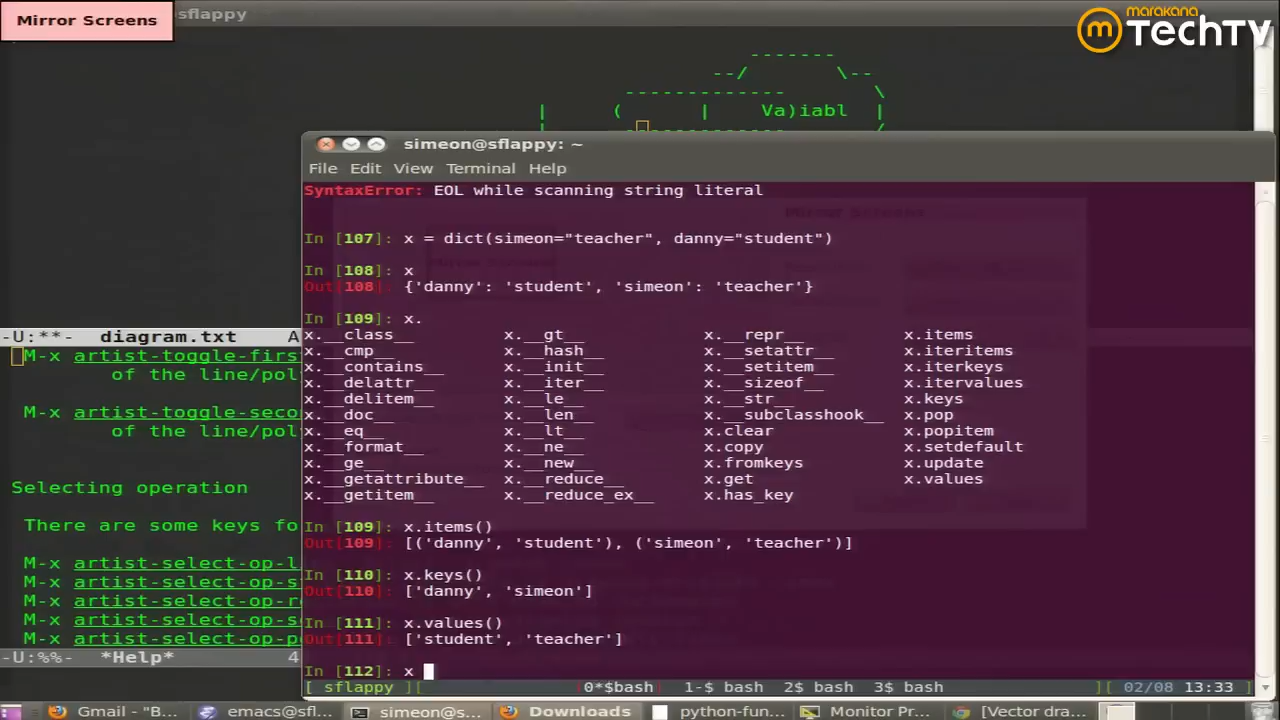 Mirror Screens
sflappy
marakana
TechTV
Va)iabl
simeon@sflappy: ~
File Edit View Terminal Help
SyntaxError: EOL while scanning string literal
In [107]: x = dict(simeon="teacher", danny="student")
In [108]: x
Out[108]: {'danny': 'student', 'simeon': 'teacher'}
In [109]: x.
x.__class__ x.__gt__ x.__repr__ x.items
x.__cmp__ x.__hash__ x.__setattr__ x.iteritems
x.__contains__ x.__init__ x.__setitem__ x.iterkeys
x.__delattr__ x.__iter__ x.__sizeof__ x.itervalues
x.__delitem__ x.__le__ x.__str__ x.keys
x.__doc__ x.__len__ x.__subclasshook__ x.pop
x.__eq__ x.__lt__ x.clear x.popitem
x.__format__ x.__ne__ x.copy x.setdefault
x.__ge__ x.__new__ x.fromkeys x.update
x.__getattribute__ x.__reduce__ x.get x.values
x.__getitem__ x.__reduce_ex__ x.has_key
In [109]: x.items()
Out[109]: [('danny', 'student'), ('simeon', 'teacher')]
In [110]: x.keys()
Out[110]: ['danny', 'simeon']
In [111]: x.values()
Out[111]: ['student', 'teacher']
In [112]: x
[ sflappy ][ 0*$bash 1-$ bash 2$ bash 3$ bash ][ 02/08 13:33
-U:**- diagram.txt A
M-x artist-toggle-firs
of the line/pol
M-x artist-toggle-seco
of the line/pol
Selecting operation
There are some keys fo
M-x artist-select-op-l
M-x artist-select-op-s
M-x artist-select-op-r
M-x artist-select-op-s
M-x artist-select-op-p
-U:%%- *Help* 4
Gmail - "B... emacs@sfl... simeon@s... Downloads python-fun... Monitor Pr... [Vector dra...